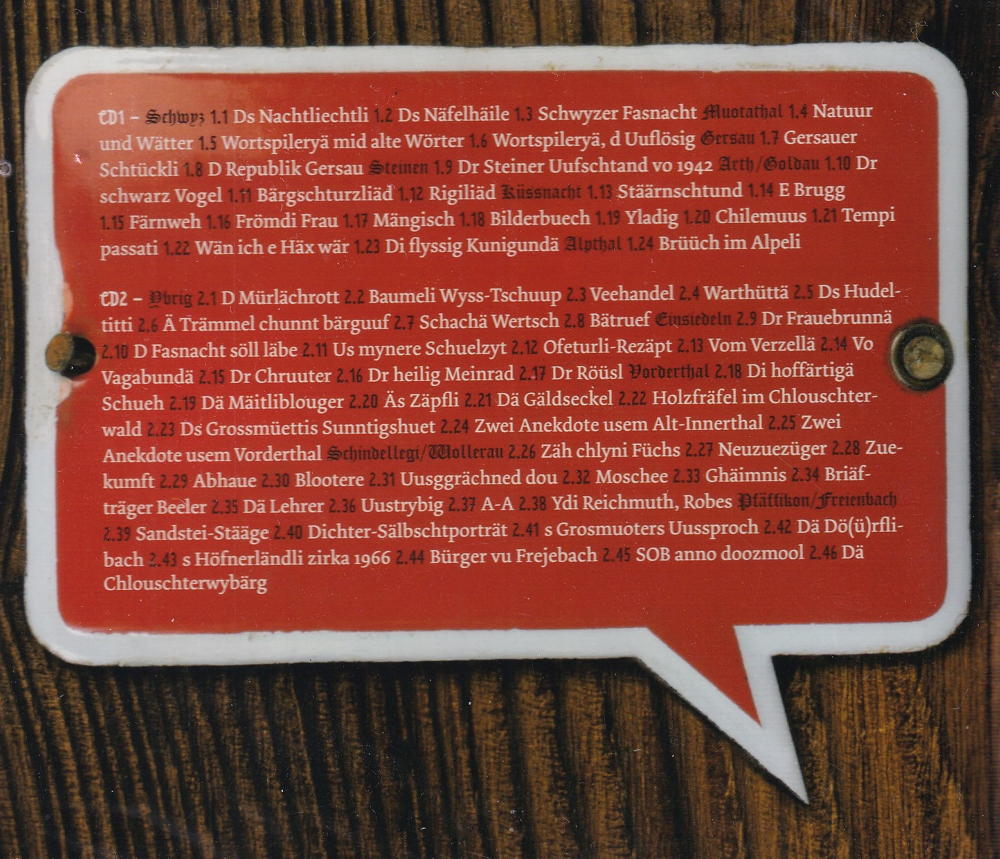 CD1 – Schwyz 1.1 Ds Nachtliechtli 1.2 Ds Näfelhäile 1.3 Schwyzer Fasnacht Muotathal 1.4 Natuur
und Wätter 1.5 Wortspileryä mid alte Wörter 1.6 Wortspileryä, d Uuflösig Gersau 1.7 Gersauer
Schtückli 1.8 D Republik Gersau Steinen 1.9 Dr Steiner Uufschtand vo 1942 Arth/Goldau 1.10 Dr
schwarz Vogel 1.11 Bärgschturzliäd 1.12 Rigiliäd Küssnacht 1.13 Stäärnschtund 1.14 E Brugg
1.15 Färnweh 1.16 Frömdi Frau 1.17 Mängisch 1.18 Bilderbuech 1.19 Yladig 1.20 Chilemuus 1.21 Tempi
passati 1.22 Wän ich e Häx wär 1.23 Di flyssig Kunigundä Alpthal 1.24 Brüüch im Alpeli
CD2 – Ybrig 2.1 D Mürlächrott 2.2 Baumeli Wyss-Tschuup 2.3 Veehandel 2.4 Warthüttä 2.5 Ds Hudel-
titti 2.6 Ä Trämmel chunnt bärguuf 2.7 Schachä Wertsch 2.8 Bätruef Einsiedeln 2.9 Dr Frauebrunnä
2.10 D Fasnacht söll läbe 2.11 Us mynere Schuelzyt 2.12 Ofeturli-Rezäpt 2.13 Vom Verzellä 2.14 Vo
Vagabundä 2.15 Dr Chruuter 2.16 Dr heilig Meinrad 2.17 Dr Röüsl Vorderthal 2.18 Di hoffärtigä
Schueh 2.19 Dä Mäitliblouger 2.20 Äs Zäpfli 2.21 Dä Gäldseckel 2.22 Holzfräfel im Chlouschter-
wald 2.23 Ds Grossmüettis Sunntigshuet 2.24 Zwei Anekdote usem Alt-Innerthal 2.25 Zwei
Anekdote usem Vorderthal Schindellegi/Wollerau 2.26 Zäh chlyni Füchs 2.27 Neuzuezüger 2.28 Zue-
kumft 2.29 Abhaue 2.30 Blootere 2.31 Uusggrächned dou 2.32 Moschee 2.33 Ghäimnis 2.34 Briäf-
träger Beeler 2.35 Dä Lehrer 2.36 Uustrybig 2.37 A-A 2.38 Ydi Reichmuth, Robes Pfäffikon/Freienbach
2.39 Sandstei-Stääge 2.40 Dichter-Sälbschtporträt 2.41 s Grosmuoters Uussproch 2.42 Dä Dö(ü)rfli-
bach 2.43 s Höfnerländli zirka 1966 2.44 Bürger vu Frejebach 2.45 SOB anno doozmool 2.46 Dä
Chlouschterwybärg